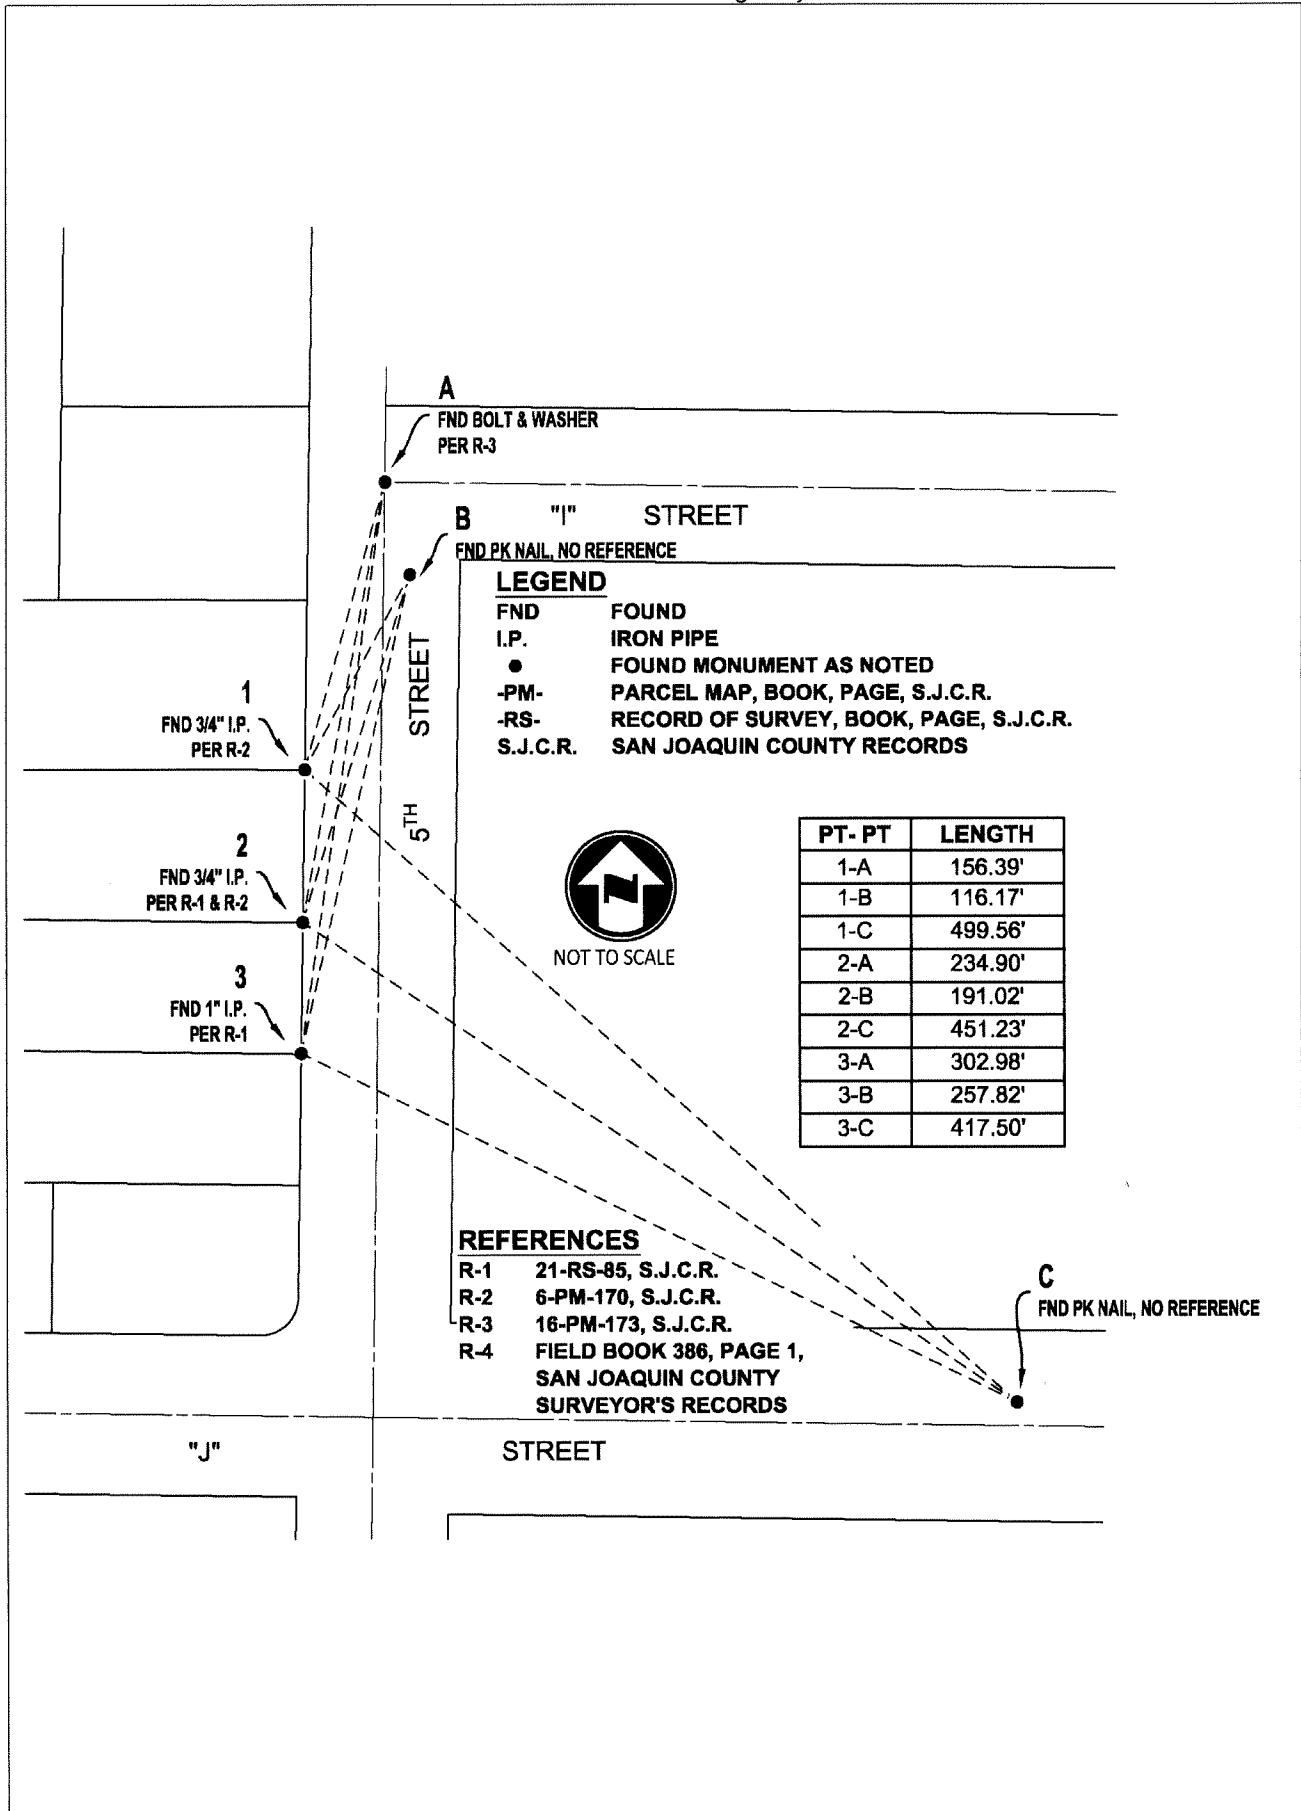 A
FND BOLT & WASHER
PER R-3
"I" STREET
B
FND PK NAIL, NO REFERENCE
LEGEND
FND FOUND
I.P. IRON PIPE
● FOUND MONUMENT AS NOTED
-PM- PARCEL MAP, BOOK, PAGE, S.J.C.R.
-RS- RECORD OF SURVEY, BOOK, PAGE, S.J.C.R.
S.J.C.R. SAN JOAQUIN COUNTY RECORDS
5TH STREET
1
FND 3/4" I.P.
PER R-2
2
FND 3/4" I.P.
PER R-1 & R-2
3
FND 1" I.P.
PER R-1
N
NOT TO SCALE
PT- PT LENGTH
1-A 156.39'
1-B 116.17'
1-C 499.56'
2-A 234.90'
2-B 191.02'
2-C 451.23'
3-A 302.98'
3-B 257.82'
3-C 417.50'
REFERENCES
R-1 21-RS-85, S.J.C.R.
R-2 6-PM-170, S.J.C.R.
R-3 16-PM-173, S.J.C.R.
R-4 FIELD BOOK 386, PAGE 1,
SAN JOAQUIN COUNTY
SURVEYOR'S RECORDS
C
FND PK NAIL, NO REFERENCE
"J" STREET